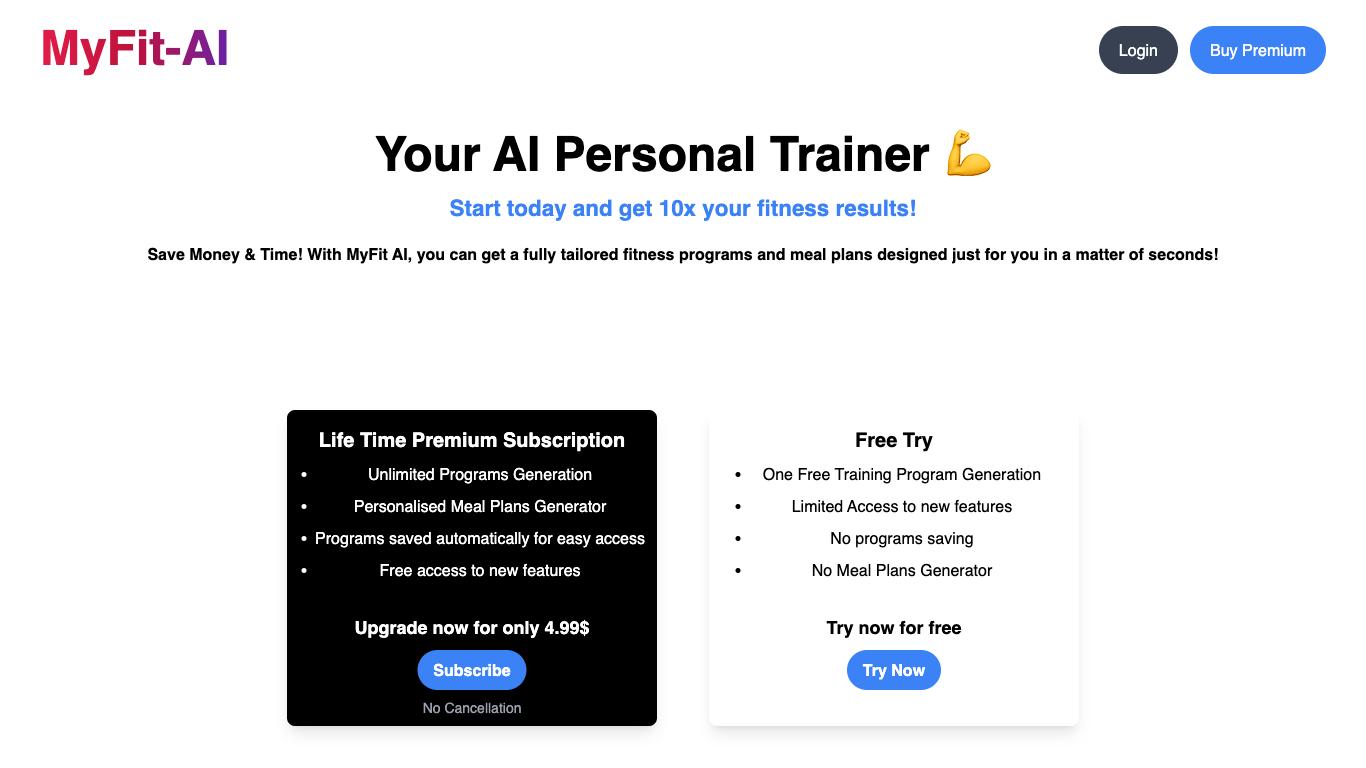 MyFit-AI
Login
Buy Premium
Your AI Personal Trainer 💪
Start today and get 10x your fitness results!
Save Money & Time! With MyFit AI, you can get a fully tailored fitness programs and meal plans designed just for you in a matter of seconds!
Life Time Premium Subscription
• Unlimited Programs Generation
• Personalised Meal Plans Generator
• Programs saved automatically for easy access
• Free access to new features
Upgrade now for only 4.99$
Subscribe
No Cancellation
Free Try
• One Free Training Program Generation
• Limited Access to new features
• No programs saving
• No Meal Plans Generator
Try now for free
Try Now